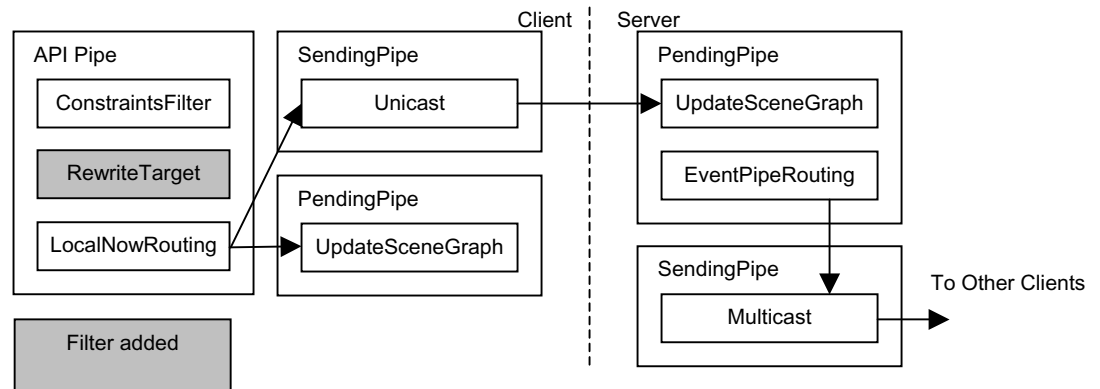 Client
Server
API Pipe
ConstraintsFilter
RewriteTarget
LocalNowRouting
SendingPipe
Unicast
PendingPipe
UpdateSceneGraph
PendingPipe
UpdateSceneGraph
EventPipeRouting
SendingPipe
Multicast
To Other Clients
Filter added